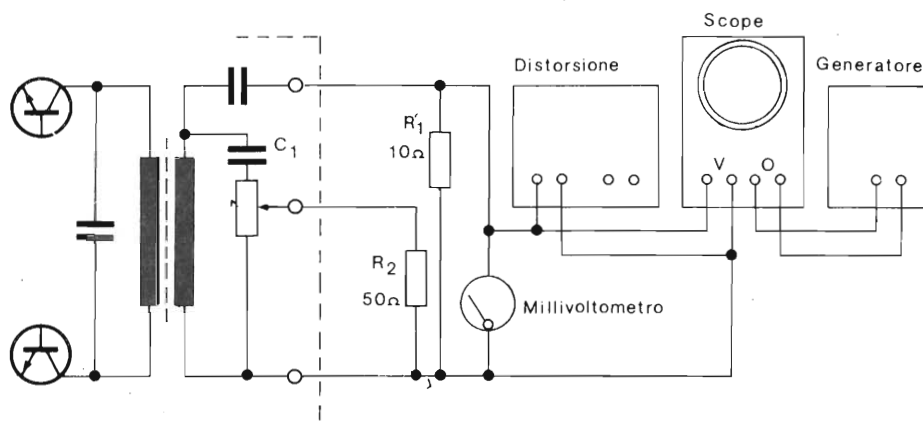 Scope
Distorsione
Generatore
C1
R'1
10Ω
V
O
R2
50Ω
Millivoltometro